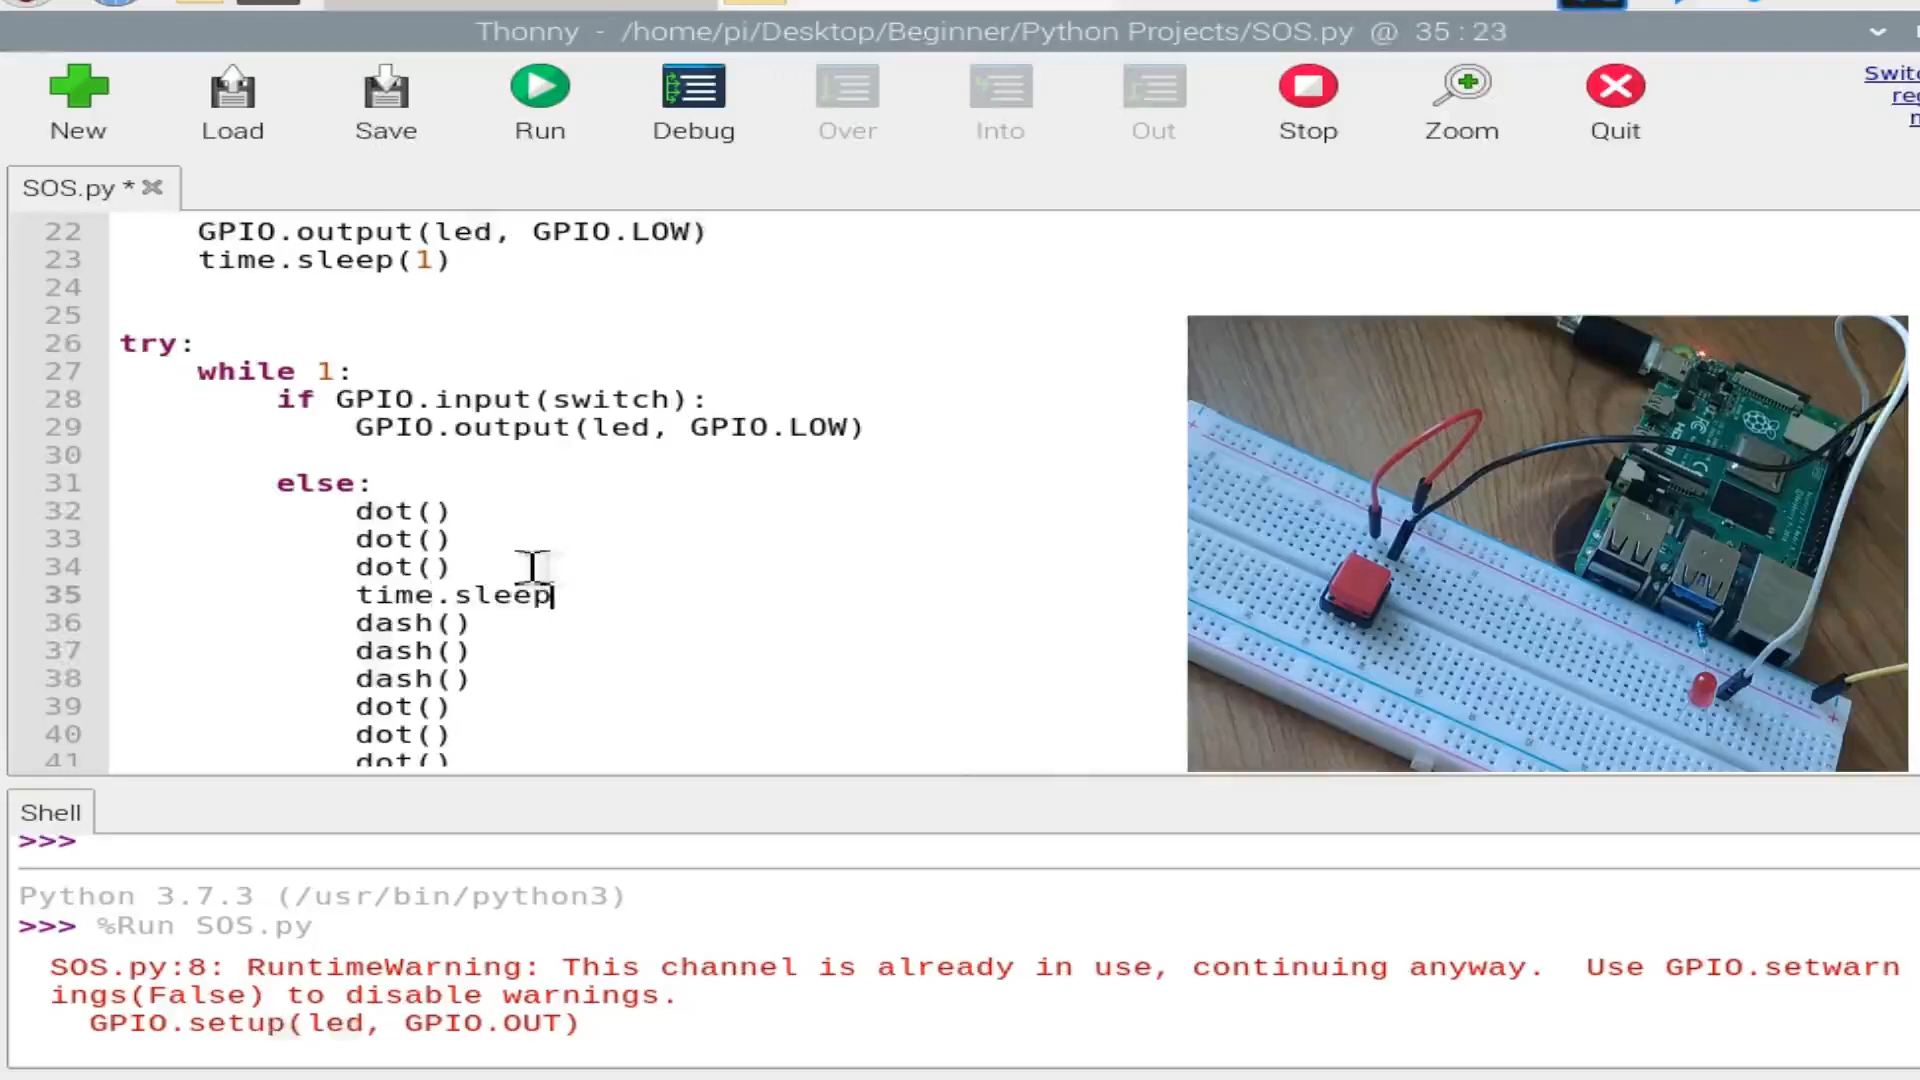 Thonny - /home/pi/Desktop/Beginner/Python Projects/SOS.py @ 35 : 23
New Load Save Run Debug Over Into Out Stop Zoom Quit
SOS.py *
22 GPIO.output(led, GPIO.LOW)
23 time.sleep(1)
24
25
26 try:
27 while 1:
28 if GPIO.input(switch):
29 GPIO.output(led, GPIO.LOW)
30
31 else:
32 dot()
33 dot()
34 dot()
35 time.sleep
36 dash()
37 dash()
38 dash()
39 dot()
40 dot()
41 dot()
Shell
>>>
Python 3.7.3 (/usr/bin/python3)
>>> %Run SOS.py
SOS.py:8: RuntimeWarning: This channel is already in use, continuing anyway. Use GPIO.setwarn
ings(False) to disable warnings.
GPIO.setup(led, GPIO.OUT)